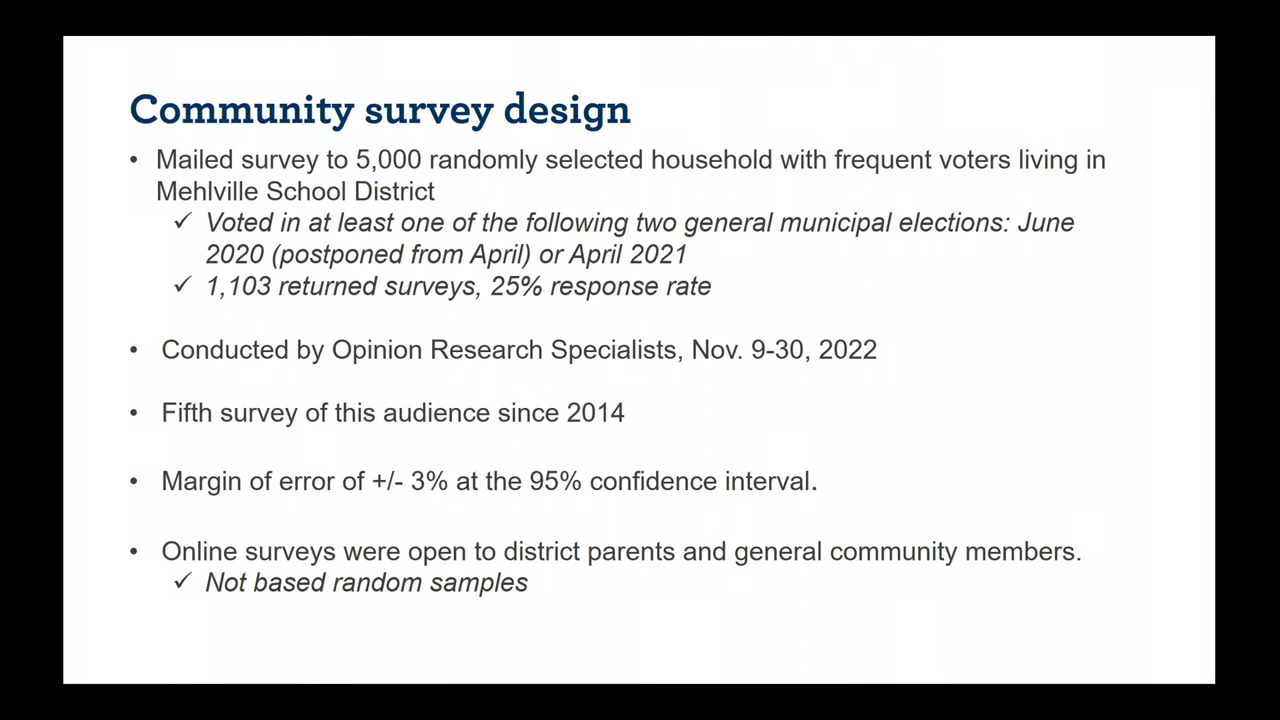 Community survey design
• Mailed survey to 5,000 randomly selected household with frequent voters living in
Mehlville School District
✓ Voted in at least one of the following two general municipal elections: June
2020 (postponed from April) or April 2021
✓ 1,103 returned surveys, 25% response rate
• Conducted by Opinion Research Specialists, Nov. 9-30, 2022
• Fifth survey of this audience since 2014
• Margin of error of +/- 3% at the 95% confidence interval.
• Online surveys were open to district parents and general community members.
✓ Not based random samples